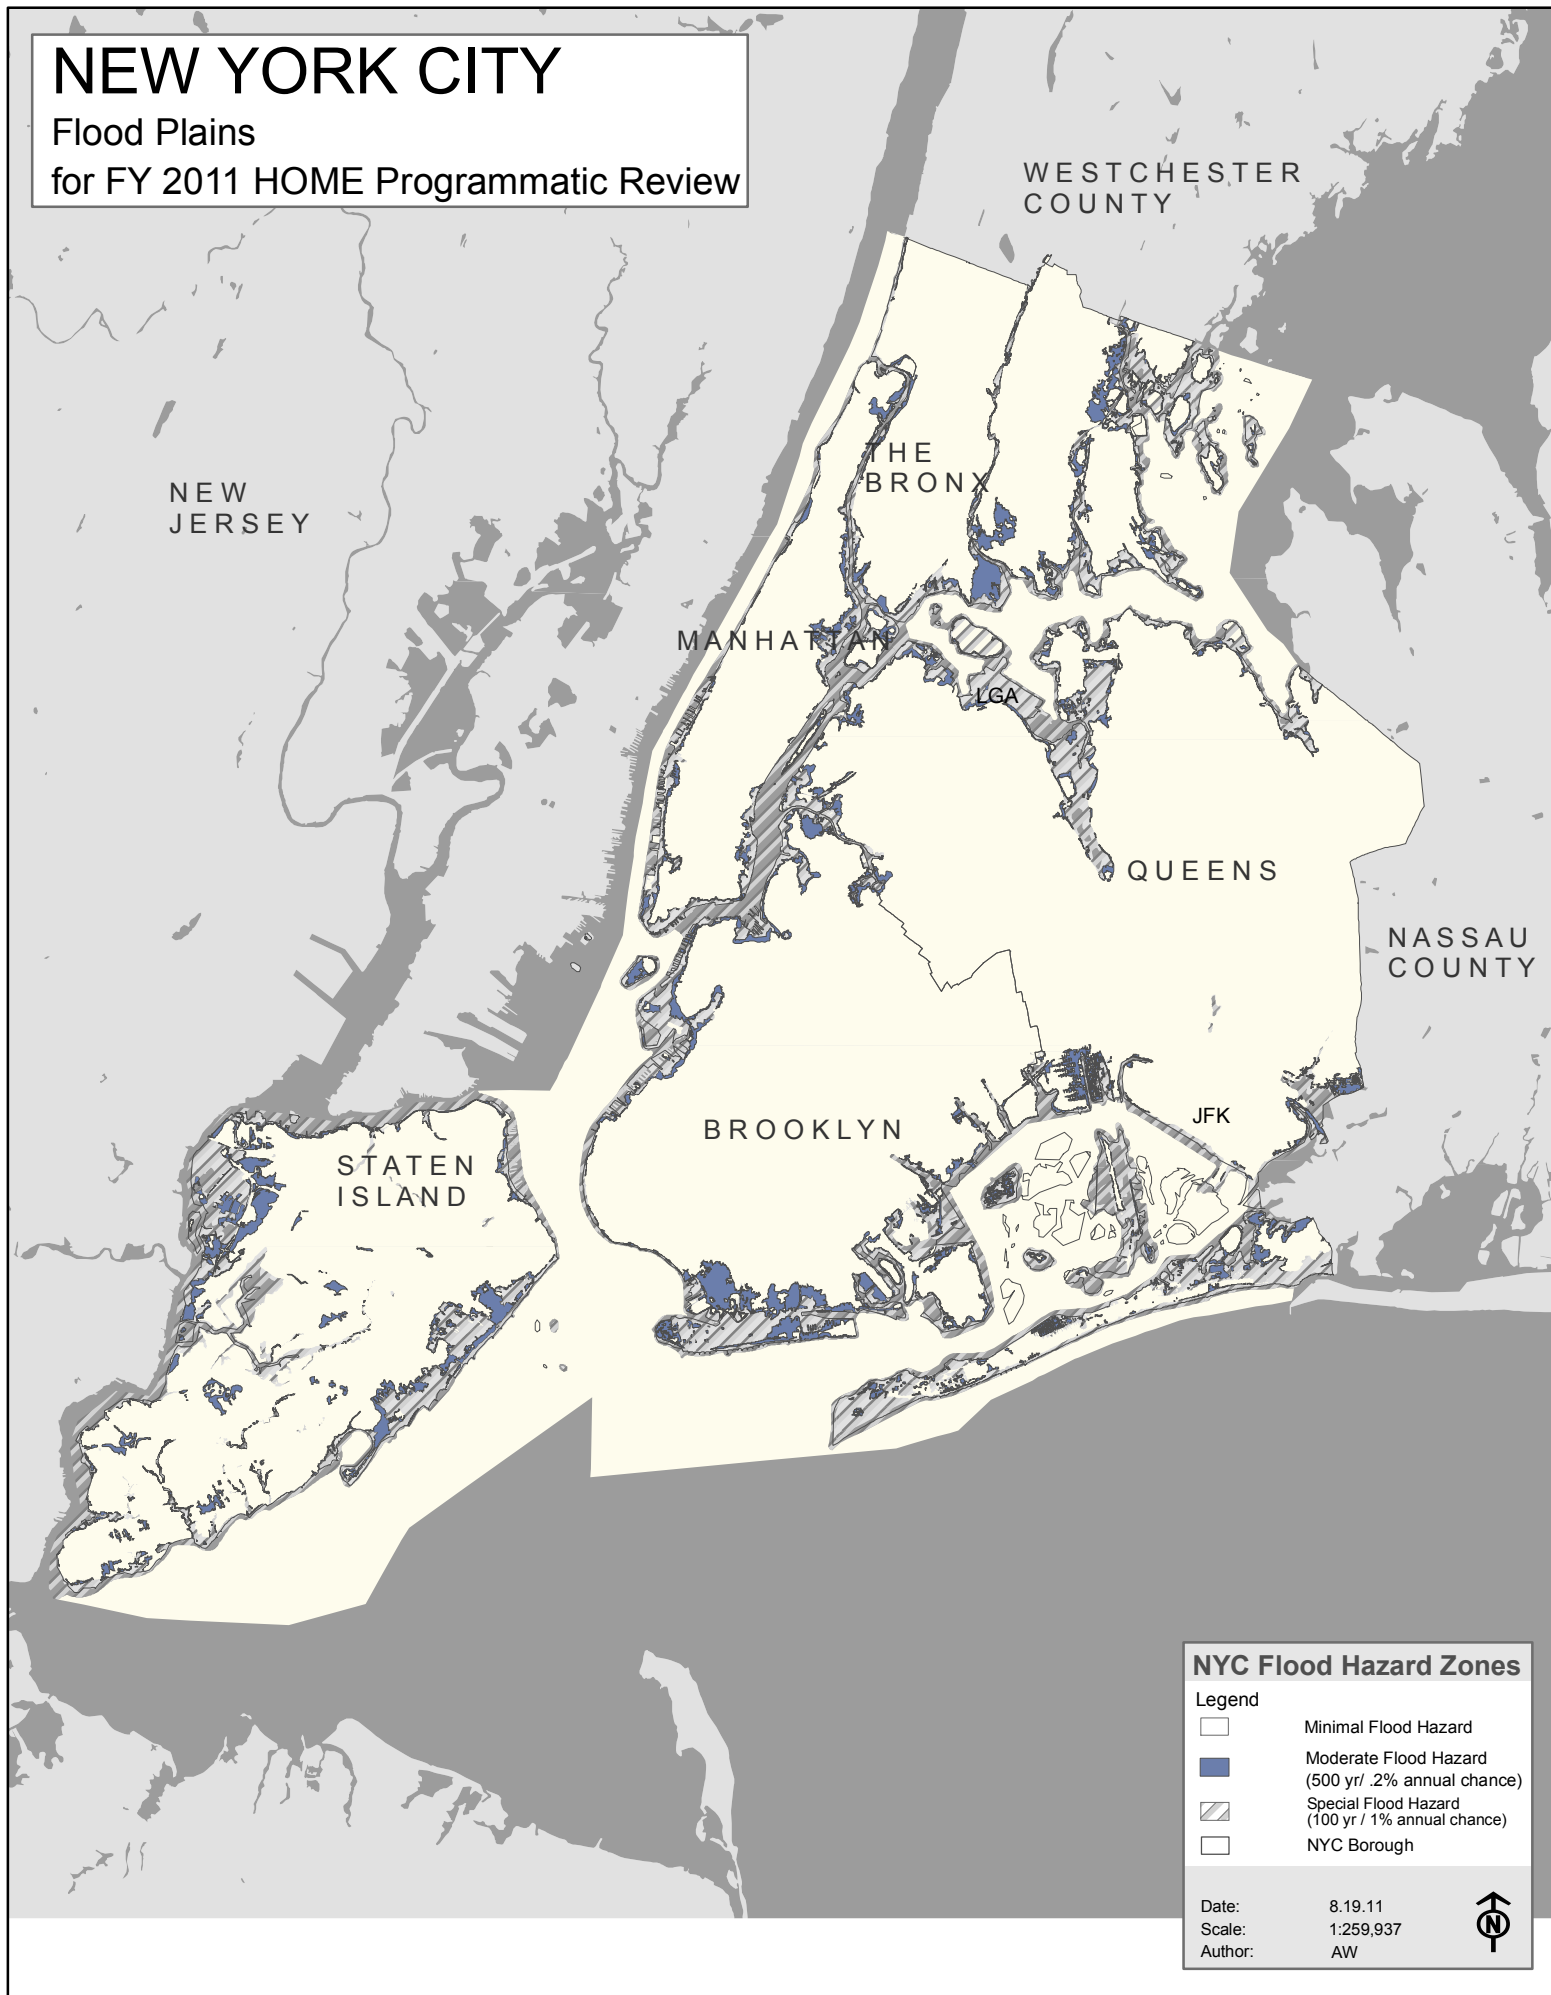 NEW YORK CITY
Flood Plains
for FY 2011 HOME Programmatic Review
WESTCHESTER
COUNTY
THE
BRONX
NEW
JERSEY
MANHATTAN
LGA
QUEENS
NASSAU
COUNTY
JFK
BROOKLYN
STATEN
ISLAND
NYC Flood Hazard Zones
Legend
Minimal Flood Hazard
Moderate Flood Hazard
(500 yr/ .2% annual chance)
Special Flood Hazard
(100 yr / 1% annual chance)
NYC Borough
Date: 8.19.11
Scale: 1:259,937
Author: AW
N